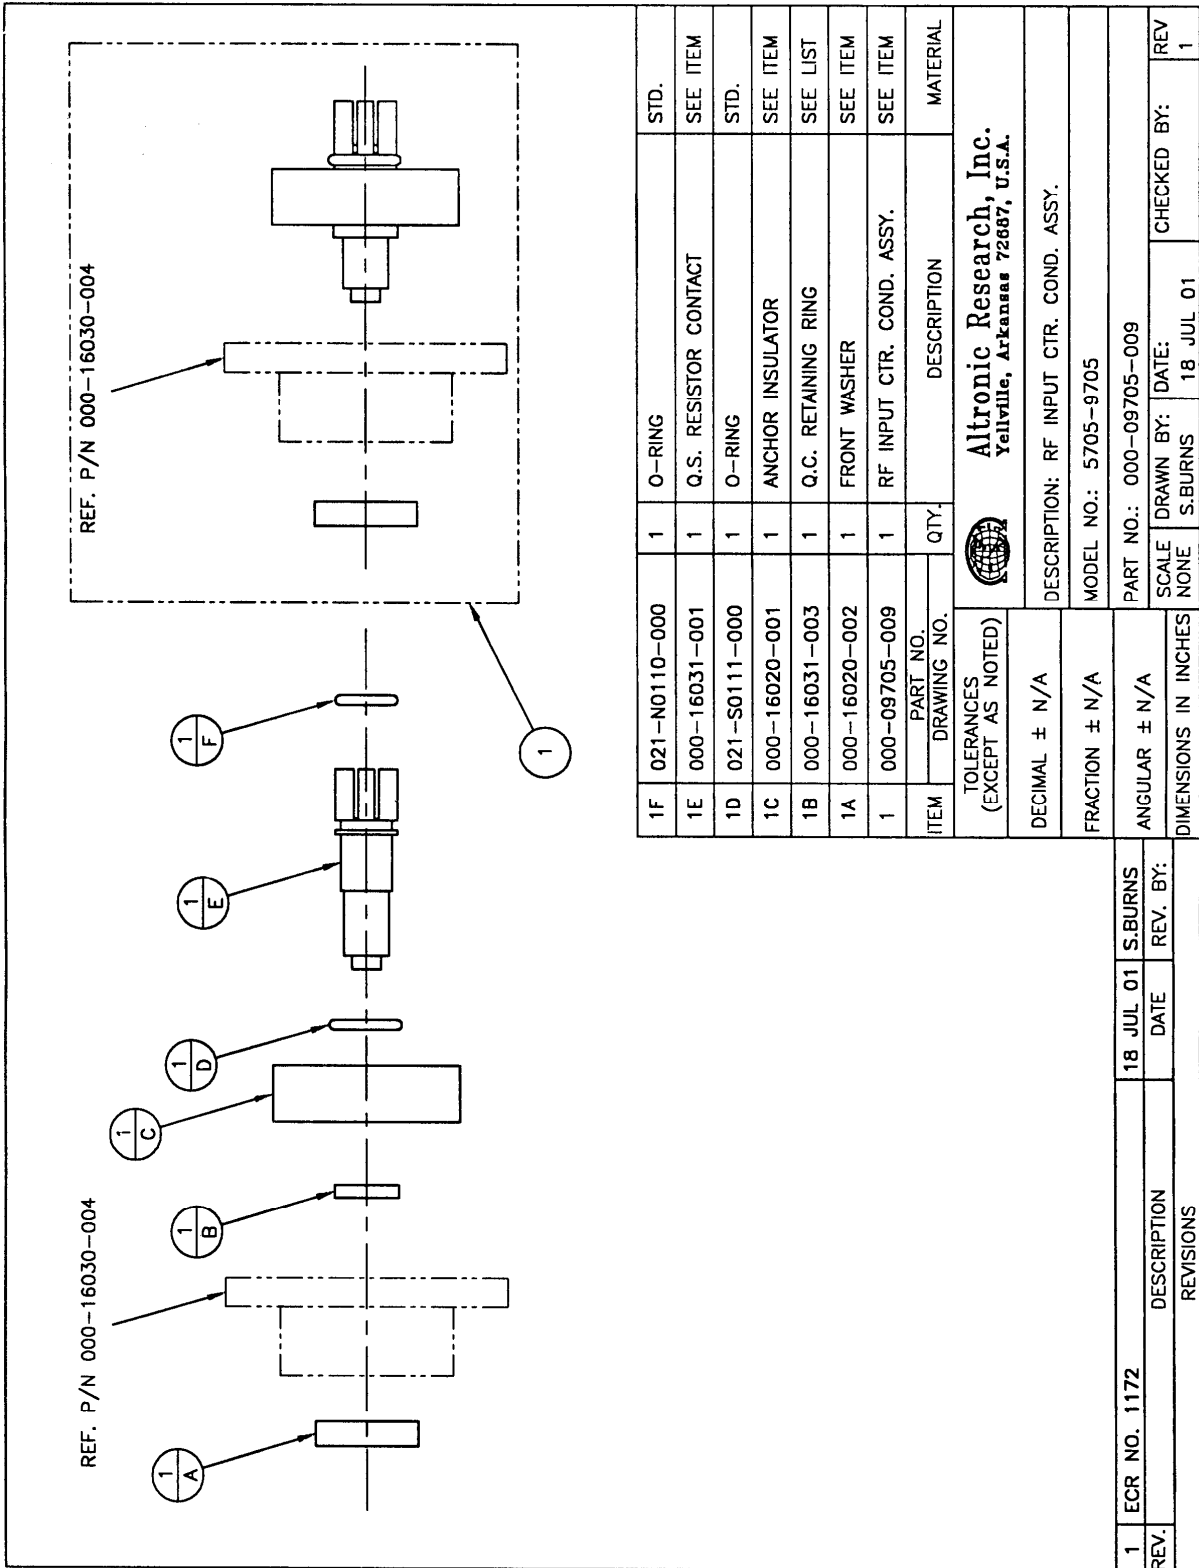 REF. P/N 000-16030-004
REF. P/N 000-16030-004
1
A
1
B
1
C
1
D
1
E
1
F
1
1F 021-N0110-000 1 O-RING STD.
1E 000-16031-001 1 Q.S. RESISTOR CONTACT SEE ITEM
1D 021-S0111-000 1 O-RING STD.
1C 000-16020-001 1 ANCHOR INSULATOR SEE ITEM
1B 000-16031-003 1 Q.C. RETAINING RING SEE LIST
1A 000-16020-002 1 FRONT WASHER SEE ITEM
1 000-09705-009 1 RF INPUT CTR. COND. ASSY. SEE ITEM
ITEM PART NO. DRAWING NO. QTY. DESCRIPTION MATERIAL
TOLERANCES
(EXCEPT AS NOTED)
DECIMAL ± N/A
FRACTION ± N/A
ANGULAR ± N/A
DIMENSIONS IN INCHES
Altronic Research, Inc.
Yellville, Arkansas 72687, U.S.A.
DESCRIPTION: RF INPUT CTR. COND. ASSY.
MODEL NO.: 5705-9705
PART NO.: 000-09705-009
SCALE NONE
DRAWN BY: S.BURNS
DATE: 18 JUL 01
CHECKED BY:
REV 1
1 ECR NO. 1172 18 JUL 01 S.BURNS
REV. DESCRIPTION DATE REV. BY:
REVISIONS